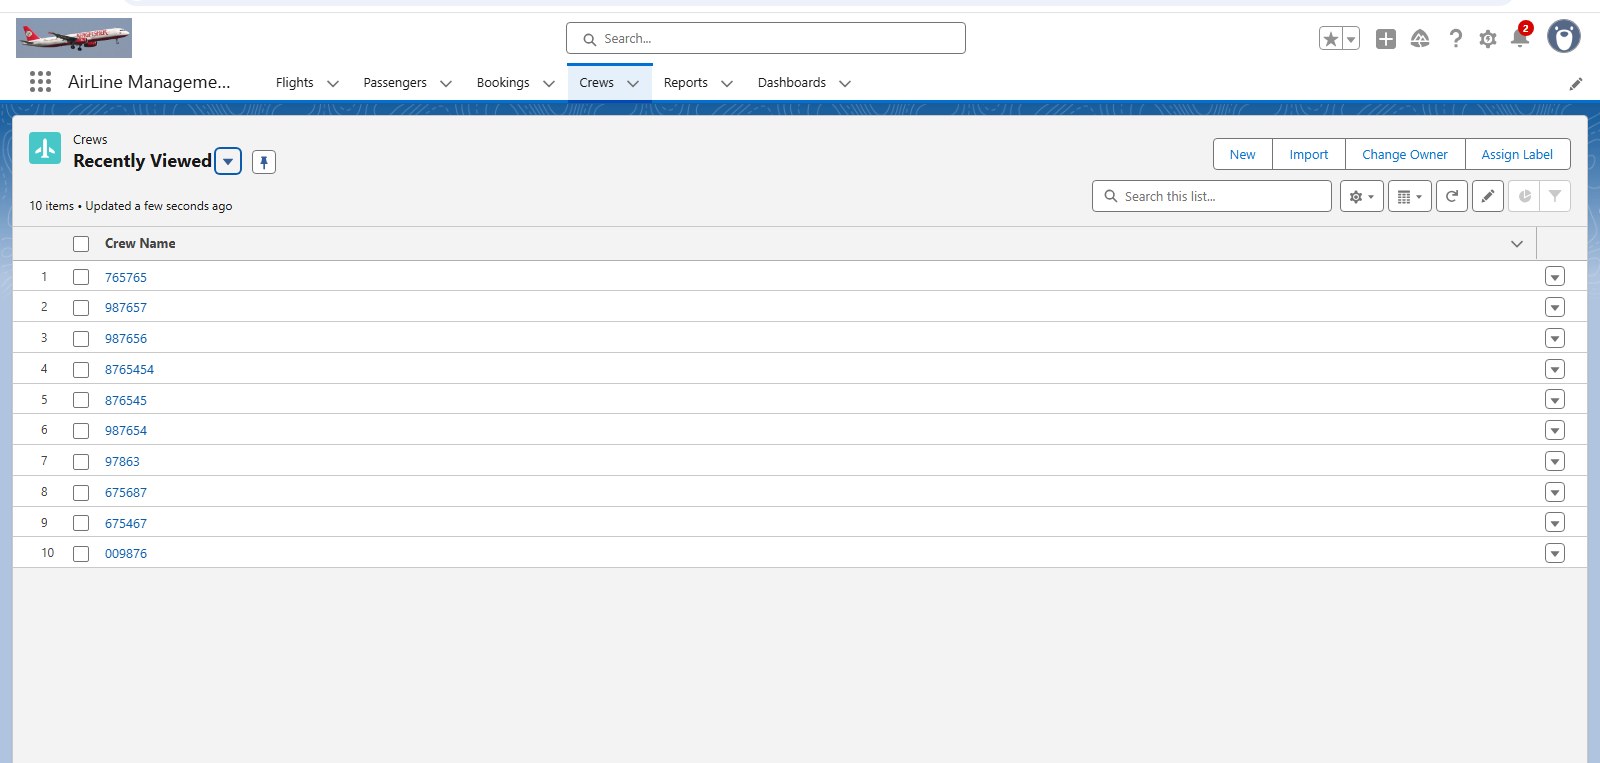 Search...
2
AirLine Manageme...
Flights
Passengers
Bookings
Crews
Reports
Dashboards
Crews
Recently Viewed
New
Import
Change Owner
Assign Label
10 items • Updated a few seconds ago
Search this list...
Crew Name
1 765765
2 987657
3 987656
4 8765454
5 876545
6 987654
7 97863
8 675687
9 675467
10 009876